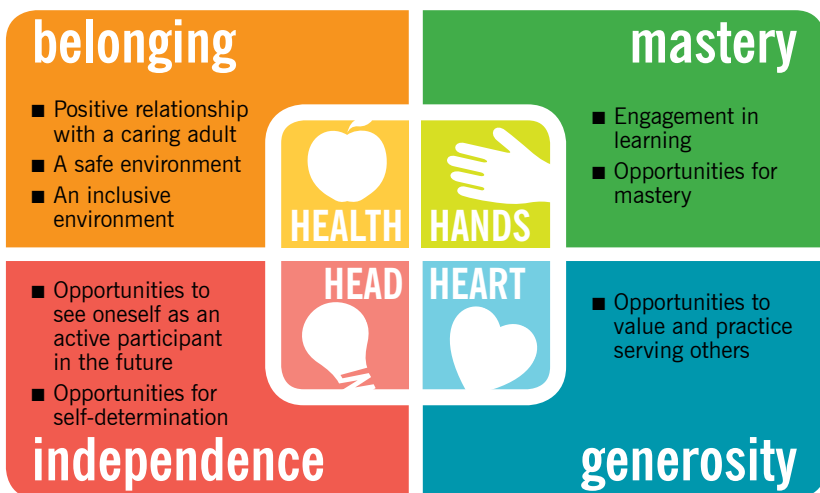 belonging
■ Positive relationship
with a caring adult
■ A safe environment
■ An inclusive
environment
HEALTH
mastery
■ Engagement in
learning
■ Opportunities for
mastery
HANDS
HEAD
■ Opportunities to
see oneself as an
active participant
in the future
■ Opportunities for
self-determination
independence
HEART
■ Opportunities to
value and practice
serving others
generosity